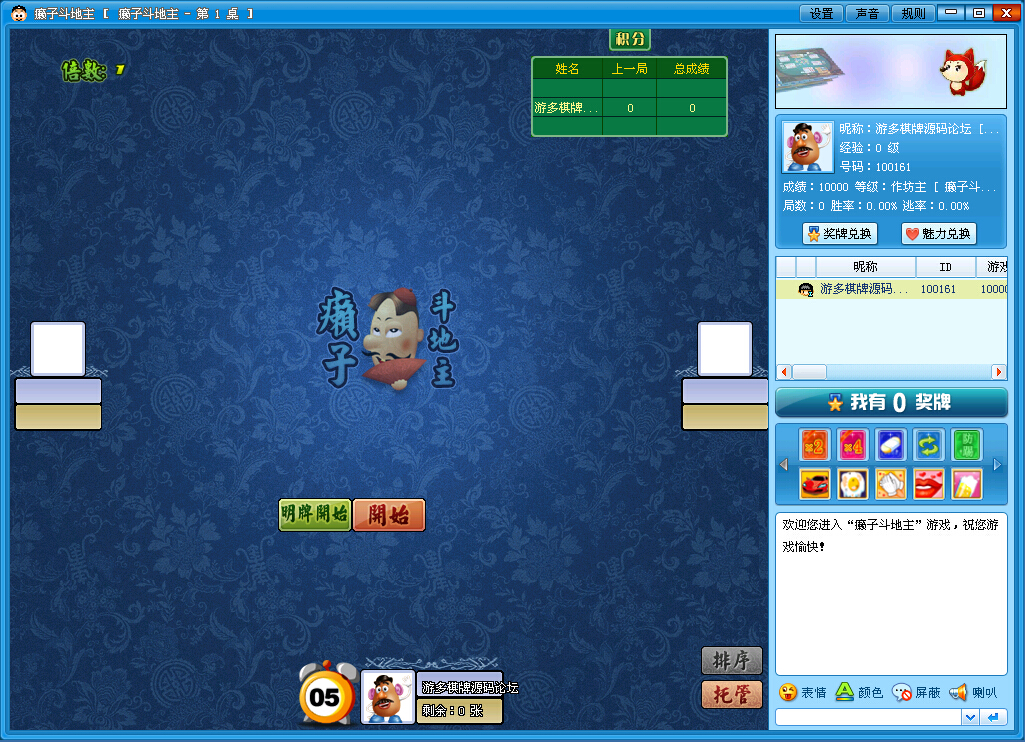 癞子斗地主 [ 癞子斗地主 - 第 1 桌 ]
设置 声音 规则
倍数: 1
积分
姓名 上一局 总成绩
游多棋牌... 0 0
昵称：游多棋牌源码论坛 [...
经验：0 级
号码：100161
成绩：10000 等级：作坊主 [ 癞子斗...
局数：0 胜率：0.00% 逃率：0.00%
奖牌兑换 魅力兑换
昵称 ID 游戏
游多棋牌源码... 100161 10000
我有 0 奖牌
×2 ×4 防踢
欢迎您进入“癞子斗地主”游戏，祝您游
戏愉快！
表情 颜色 屏蔽 喇叭
癩子
斗地主
明牌開始 開始
排序
托管
05
游多棋牌源码论坛
剩余：0 张